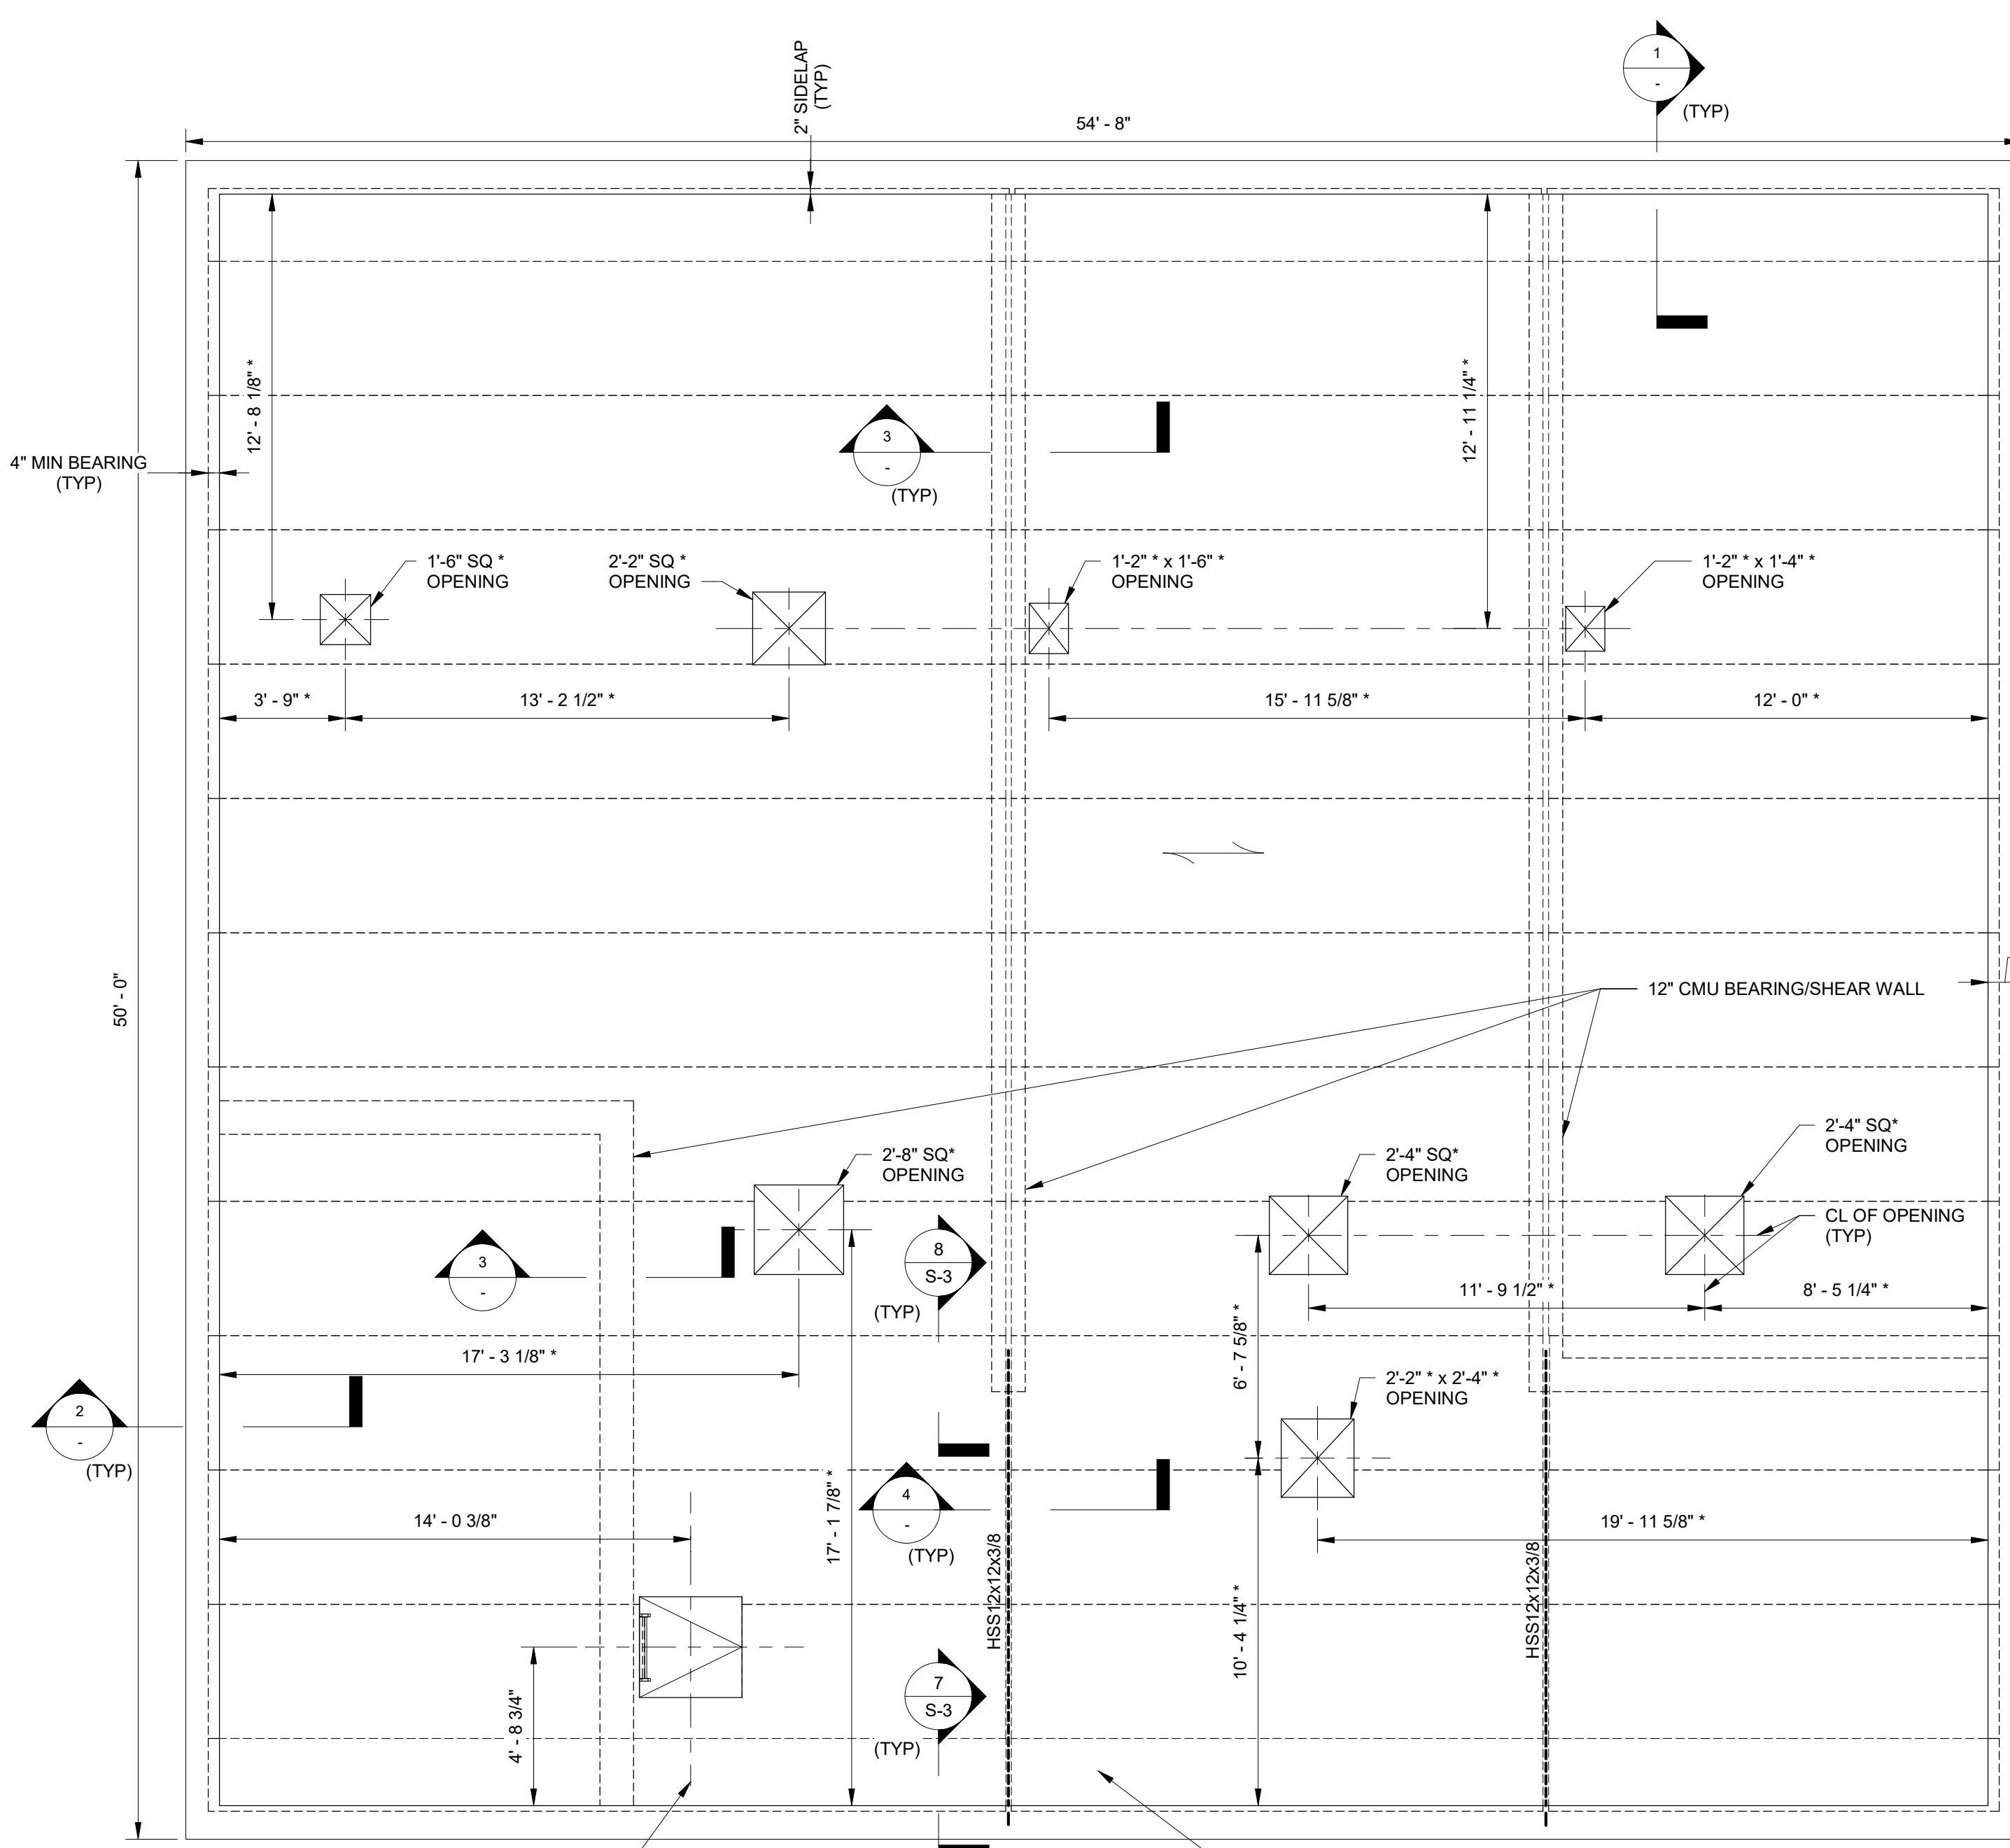 2" SIDELAP
(TYP)
1
-
(TYP)
54' - 8"
12' - 8 1/8" *
12' - 11 1/4" *
3
-
(TYP)
4" MIN BEARING
(TYP)
1'-6" SQ *
OPENING
2'-2" SQ *
OPENING
1'-2" * x 1'-6" *
OPENING
1'-2" * x 1'-4" *
OPENING
3' - 9" *
13' - 2 1/2" *
15' - 11 5/8" *
12' - 0" *
50' - 0"
12" CMU BEARING/SHEAR WALL
2'-8" SQ*
OPENING
2'-4" SQ*
OPENING
2'-4" SQ*
OPENING
CL OF OPENING
(TYP)
3
-
8
S-3
(TYP)
11' - 9 1/2" *
8' - 5 1/4" *
6' - 7 5/8" *
17' - 3 1/8" *
2'-2" * x 2'-4" *
OPENING
2
-
(TYP)
4
-
(TYP)
14' - 0 3/8"
17' - 1 7/8" *
19' - 11 5/8" *
HSS12x12x3/8
HSS12x12x3/8
10' - 4 1/4" *
4' - 8 3/4"
7
S-3
(TYP)